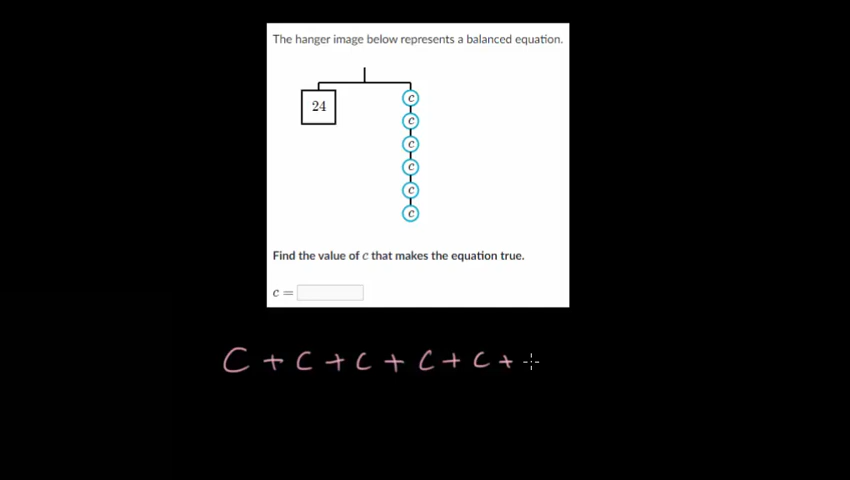 The hanger image below represents a balanced equation.
24
c
c
c
c
c
c
Find the value of c that makes the equation true.
c =
C + c + c + c + c +